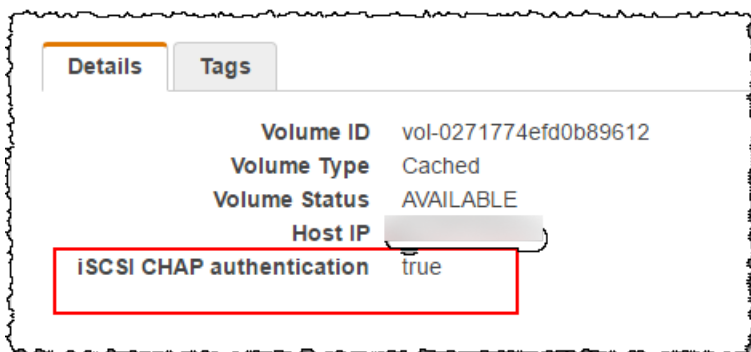 Details Tags
Volume ID vol-0271774efd0b89612
Volume Type Cached
Volume Status AVAILABLE
Host IP
iSCSI CHAP authentication true